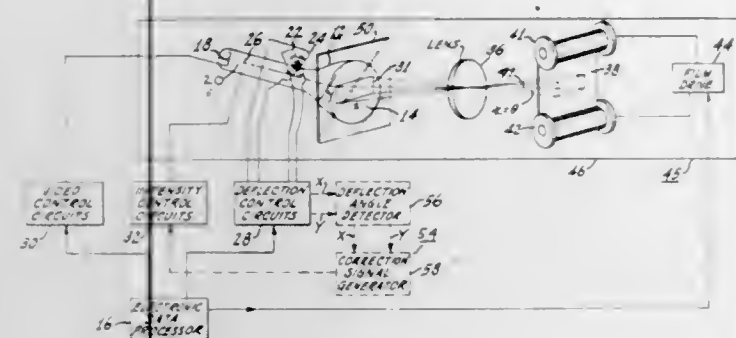 22
24
50
18
26
20
31
14
LENS
36
41
47
38
42
44
FILM
DRIVE
46
45
VIDEO
CONTROL
CIRCUITS
30
INTENSITY
CONTROL
CIRCUITS
32
DEFLECTION
CONTROL
CIRCUITS
28
X
Y
DEFLECTION
ANGLE
DETECTOR
56
X
Y
54
CORRECTION
SIGNAL
GENERATOR
58
ELECTRONIC
DATA
PROCESSOR
16